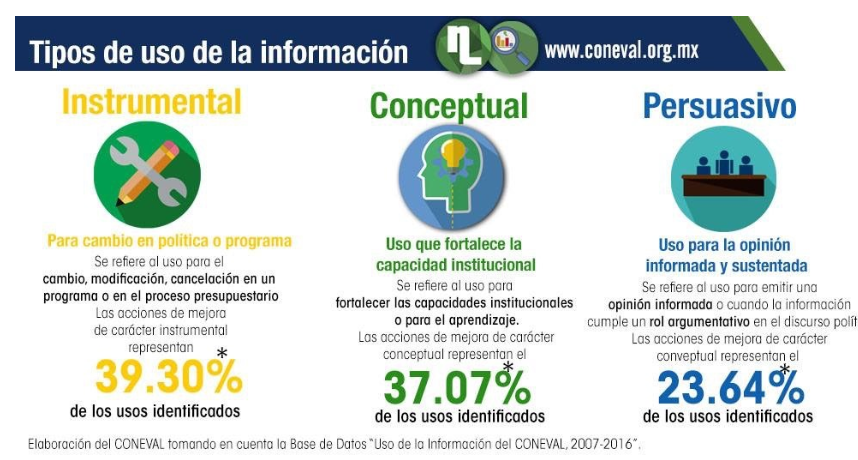 Tipos de uso de la información
www.coneval.org.mx
Instrumental
Para cambio en política o programa
Se refiere al uso para el
cambio, modificación, cancelación en un
programa o en el proceso presupuestario
Las acciones de mejora
de carácter instrumental
representan
39.30%*
de los usos identificados
Conceptual
Uso que fortalece la
capacidad institucional
Se refiere al uso para
fortalecer las capacidades institucionales
o para el aprendizaje.
Las acciones de mejora de carácter
conceptual representan el
37.07%*
de los usos identificados
Persuasivo
Uso para la opinión
informada y sustentada
Se refiere al uso para emitir una
opinión informada o cuando la información
cumple un rol argumentativo en el discurso polít
Las acciones de mejora de carácter
conveptual representan el
23.64%*
de los usos identificados
Elaboración del CONEVAL tomando en cuenta la Base de Datos "Uso de la Información del CONEVAL, 2007-2016".